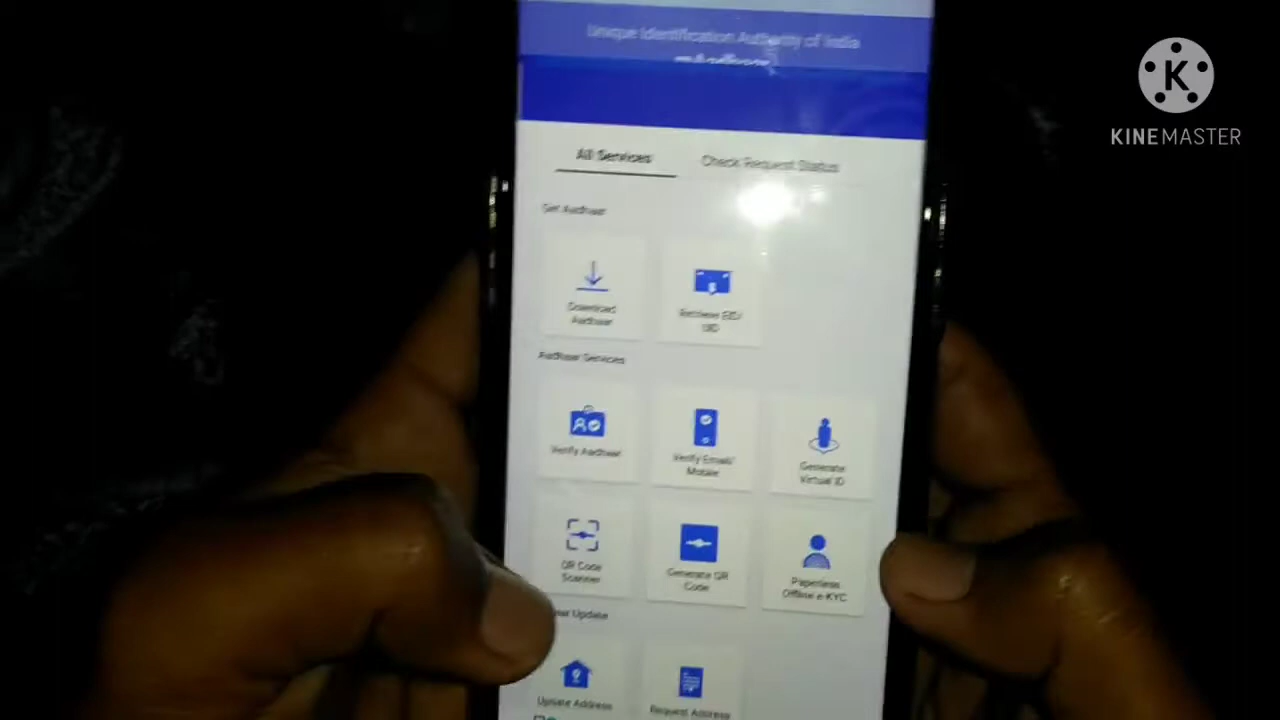 Unique Identification Authority of India
mAadhaar
KINEMASTER
All Services
Check Request Status
Get Aadhaar
Download
Aadhaar
Retrieve EID/
UID
Aadhaar Services
Verify Aadhaar
Verify Email/
Mobile
Generate
Virtual ID
QR Code
Scanner
Generate QR
Code
Paperless
Offline e-KYC
Update
Update Address
Request Address